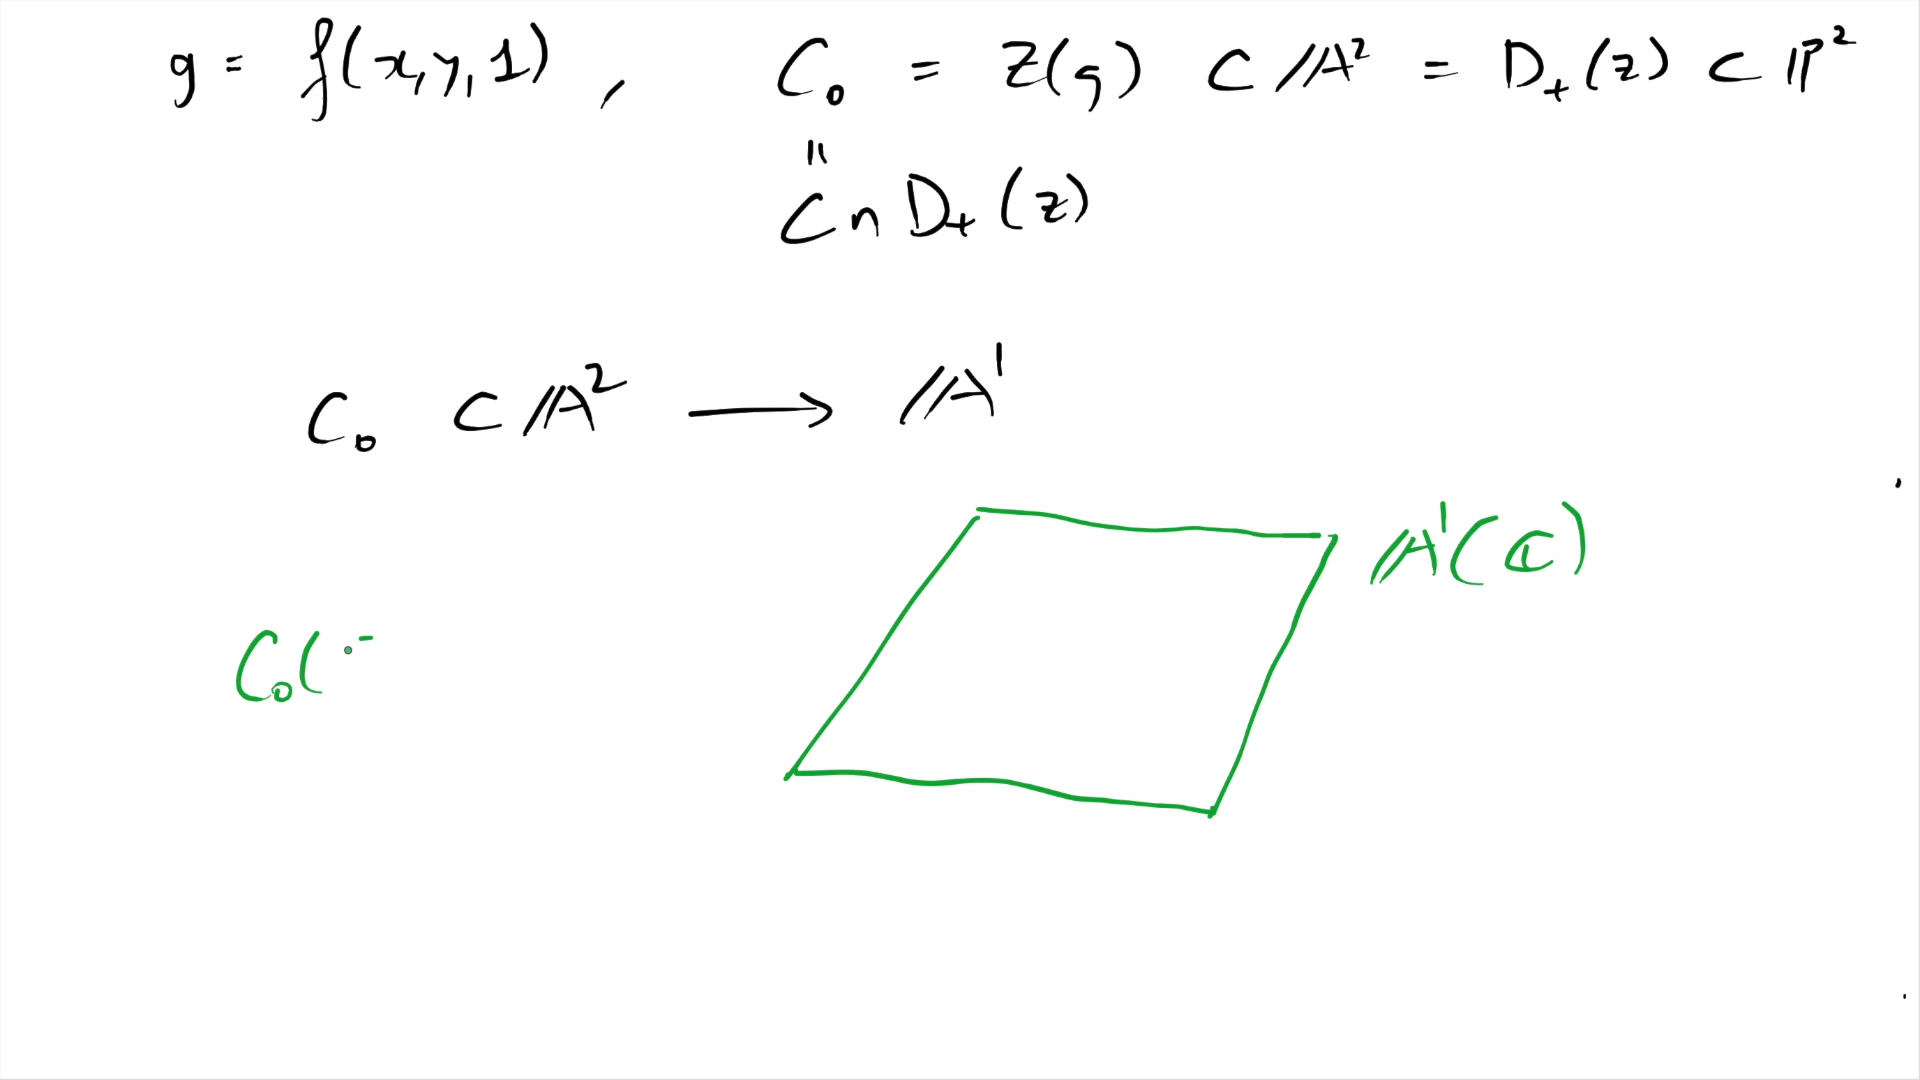 g = f(x,y,1) , C₀ = Z(g) ⊂ 𝔸² = D₊(z) ⊂ ℙ²
=
C ∩ D₊(z)
C₀ ⊂ 𝔸² ⟶ 𝔸¹
𝔸¹(ℂ)
C₀(